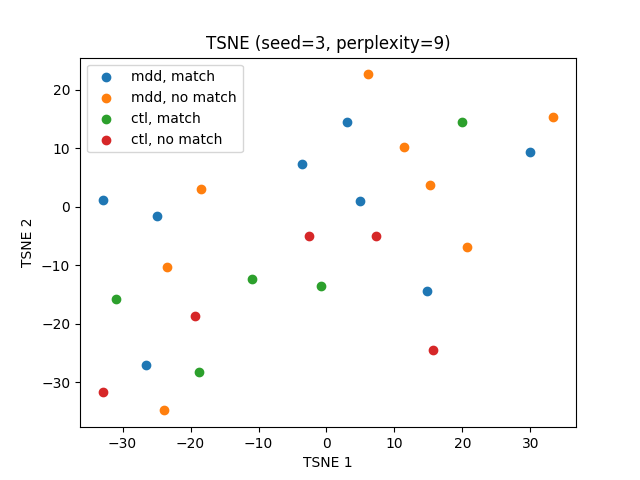 TSNE (seed=3, perplexity=9)
mdd, match
mdd, no match
ctl, match
ctl, no match
20
10
0
−10
−20
−30
TSNE 2
−30
−20
−10
0
10
20
30
TSNE 1